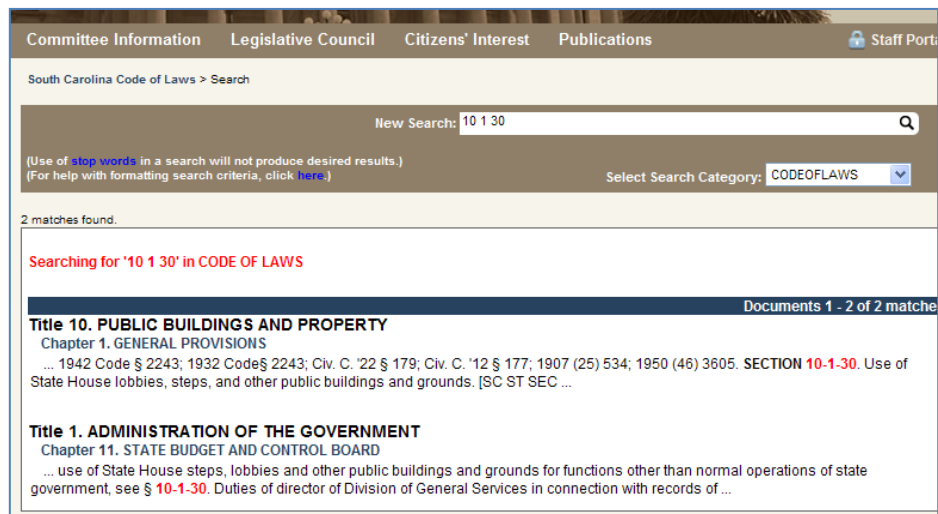 Committee Information Legislative Council Citizens' Interest Publications Staff Porta
South Carolina Code of Laws > Search
New Search: 10 1 30
(Use of stop words in a search will not produce desired results.)
(For help with formatting search criteria, click here.)
Select Search Category: CODEOFLAWS
2 matches found.
Searching for '10 1 30' in CODE OF LAWS
Documents 1 - 2 of 2 matche
Title 10. PUBLIC BUILDINGS AND PROPERTY
Chapter 1. GENERAL PROVISIONS
... 1942 Code § 2243; 1932 Code§ 2243; Civ. C. '22 § 179; Civ. C. '12 § 177; 1907 (25) 534; 1950 (46) 3605. SECTION 10-1-30. Use of
State House lobbies, steps, and other public buildings and grounds. [SC ST SEC ...
Title 1. ADMINISTRATION OF THE GOVERNMENT
Chapter 11. STATE BUDGET AND CONTROL BOARD
... use of State House steps, lobbies and other public buildings and grounds for functions other than normal operations of state
government, see § 10-1-30. Duties of director of Division of General Services in connection with records of ...